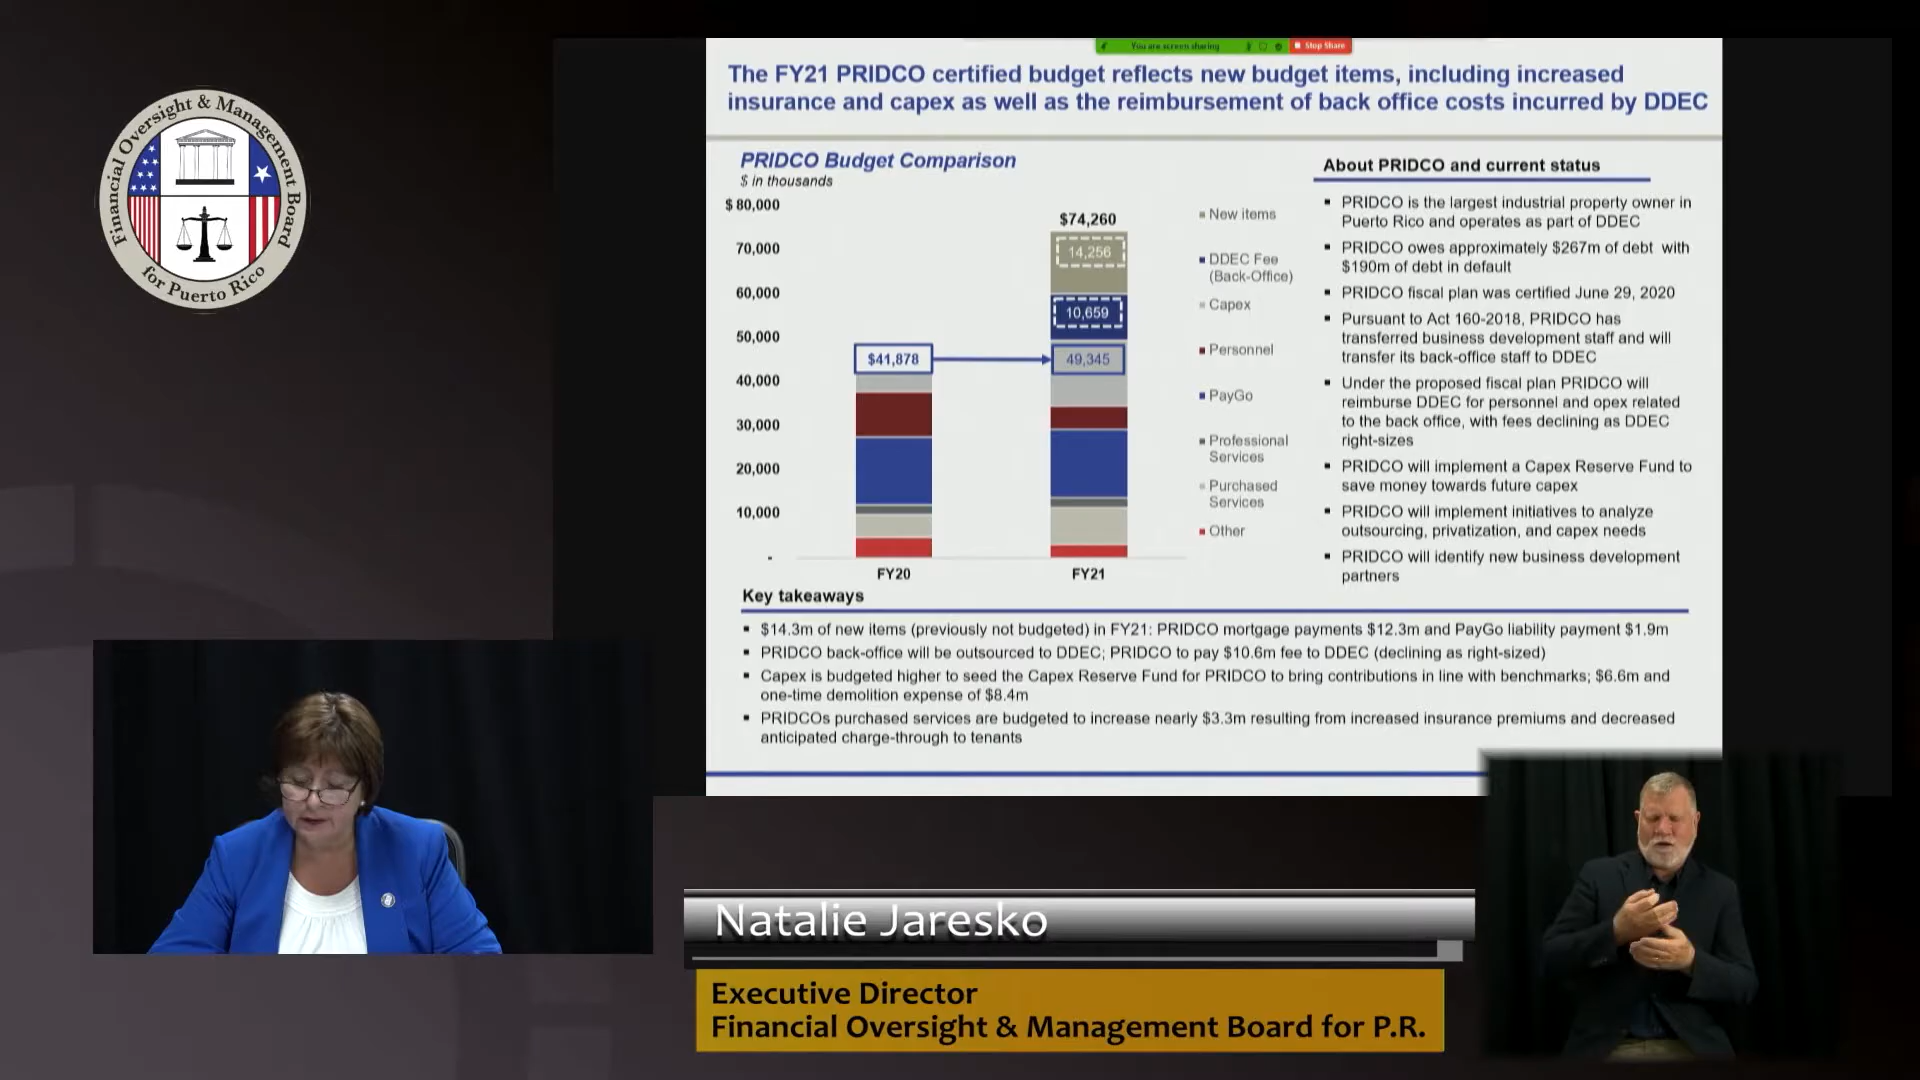 Financial Oversight & Management Board
for Puerto Rico
You are screen sharing
Stop Share
The FY21 PRIDCO certified budget reflects new budget items, including increased
insurance and capex as well as the reimbursement of back office costs incurred by DDEC
PRIDCO Budget Comparison
$ in thousands
$ 80,000
70,000
60,000
50,000
40,000
30,000
20,000
10,000
-
$41,878
$74,260
14,256
10,659
49,345
FY20
FY21
New items
DDEC Fee
(Back-Office)
Capex
Personnel
PayGo
Professional
Services
Purchased
Services
Other
About PRIDCO and current status
▪ PRIDCO is the largest industrial property owner in
Puerto Rico and operates as part of DDEC
▪ PRIDCO owes approximately $267m of debt with
$190m of debt in default
▪ PRIDCO fiscal plan was certified June 29, 2020
▪ Pursuant to Act 160-2018, PRIDCO has
transferred business development staff and will
transfer its back-office staff to DDEC
▪ Under the proposed fiscal plan PRIDCO will
reimburse DDEC for personnel and opex related
to the back office, with fees declining as DDEC
right-sizes
▪ PRIDCO will implement a Capex Reserve Fund to
save money towards future capex
▪ PRIDCO will implement initiatives to analyze
outsourcing, privatization, and capex needs
▪ PRIDCO will identify new business development
partners
Key takeaways
▪ $14.3m of new items (previously not budgeted) in FY21: PRIDCO mortgage payments $12.3m and PayGo liability payment $1.9m
▪ PRIDCO back-office will be outsourced to DDEC; PRIDCO to pay $10.6m fee to DDEC (declining as right-sized)
▪ Capex is budgeted higher to seed the Capex Reserve Fund for PRIDCO to bring contributions in line with benchmarks; $6.6m and
one-time demolition expense of $8.4m
▪ PRIDCOs purchased services are budgeted to increase nearly $3.3m resulting from increased insurance premiums and decreased
anticipated charge-through to tenants
Natalie Jaresko
Executive Director
Financial Oversight & Management Board for P.R.